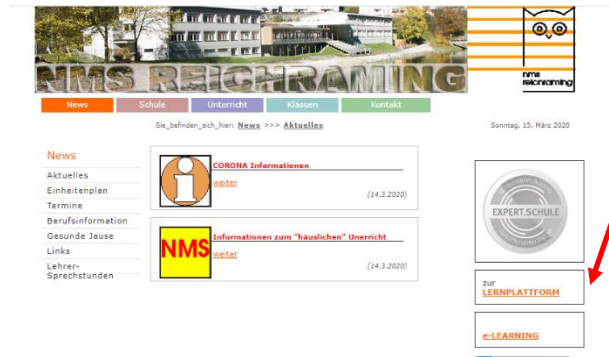 NMS REICHRAMING
nms
reichraming
News Schule Unterricht Klassen Kontakt
Sie_befinden_sich_hier: News >>> Aktuelles
Sonntag, 15. März 2020
News
Aktuelles
Einheitenplan
Termine
Berufsinformation
Gesunde Jause
Links
Lehrer-
Sprechstunden
CORONA Informationen
weiter
(14.3.2020)
NMS
Informationen zum "häuslichen" Unerricht
weiter
(14.3.2020)
EXPERT.SCHULE
zur
LERNPLATTFORM
e-LEARNING